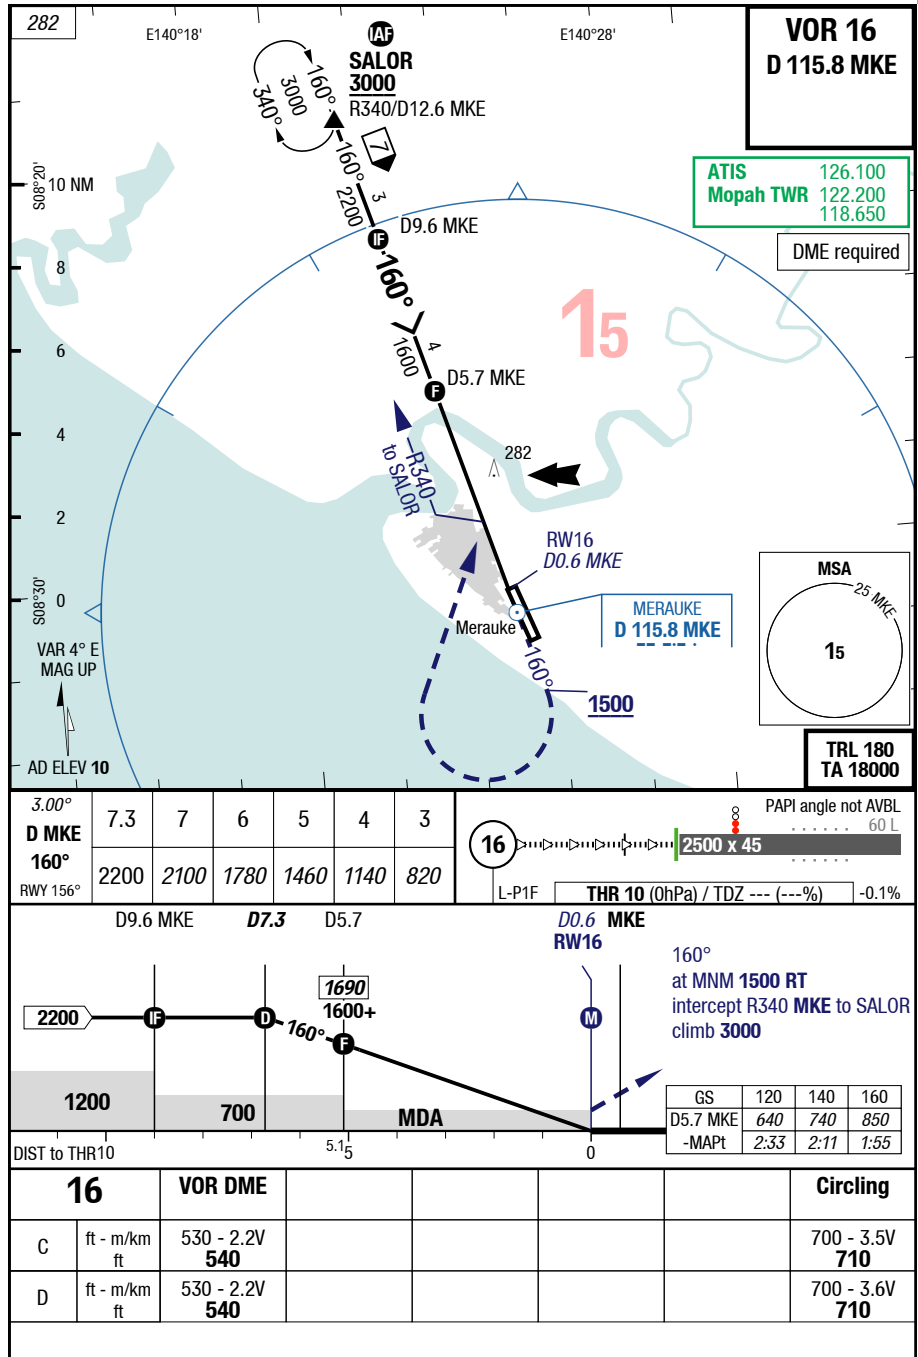 282
E140°18'
IAF
SALOR
3000
R340/D12.6 MKE
E140°28'
VOR 16
D 115.8 MKE
160°
3000
340°
7
ATIS 126.100
Mopah TWR 122.200
118.650
DME required
S08°20'
10 NM
160°
2200
3
D9.6 MKE
IF
160°
8
15
6
1600
4
D5.7 MKE
F
4
282
R340
to SALOR
2
RW16
D0.6 MKE
S08°30'
0
Merauke
MERAUKE
D 115.8 MKE
MSA
25 MKE
15
VAR 4° E
MAG UP
160°
1500
AD ELEV 10
TRL 180
TA 18000
3.00°
D MKE
160°
RWY 156°
7.3 7 6 5 4 3
2200 2100 1780 1460 1140 820
16
PAPI angle not AVBL
60 L
2500 x 45
L-P1F
THR 10 (0hPa) / TDZ --- (---%)
-0.1%
D9.6 MKE D7.3 D5.7 D0.6 MKE
RW16
160°
at MNM 1500 RT
intercept R340 MKE to SALOR
climb 3000
1690
1600+
2200
IF
D
160°
F
M
1200
700
MDA
GS 120 140 160
D5.7 MKE 640 740 850
-MAPt 2:33 2:11 1:55
DIST to THR10
5.1
5
0
16 VOR DME Circling
C ft - m/km 530 - 2.2V 700 - 3.5V
ft 540 710
D ft - m/km 530 - 2.2V 700 - 3.6V
ft 540 710